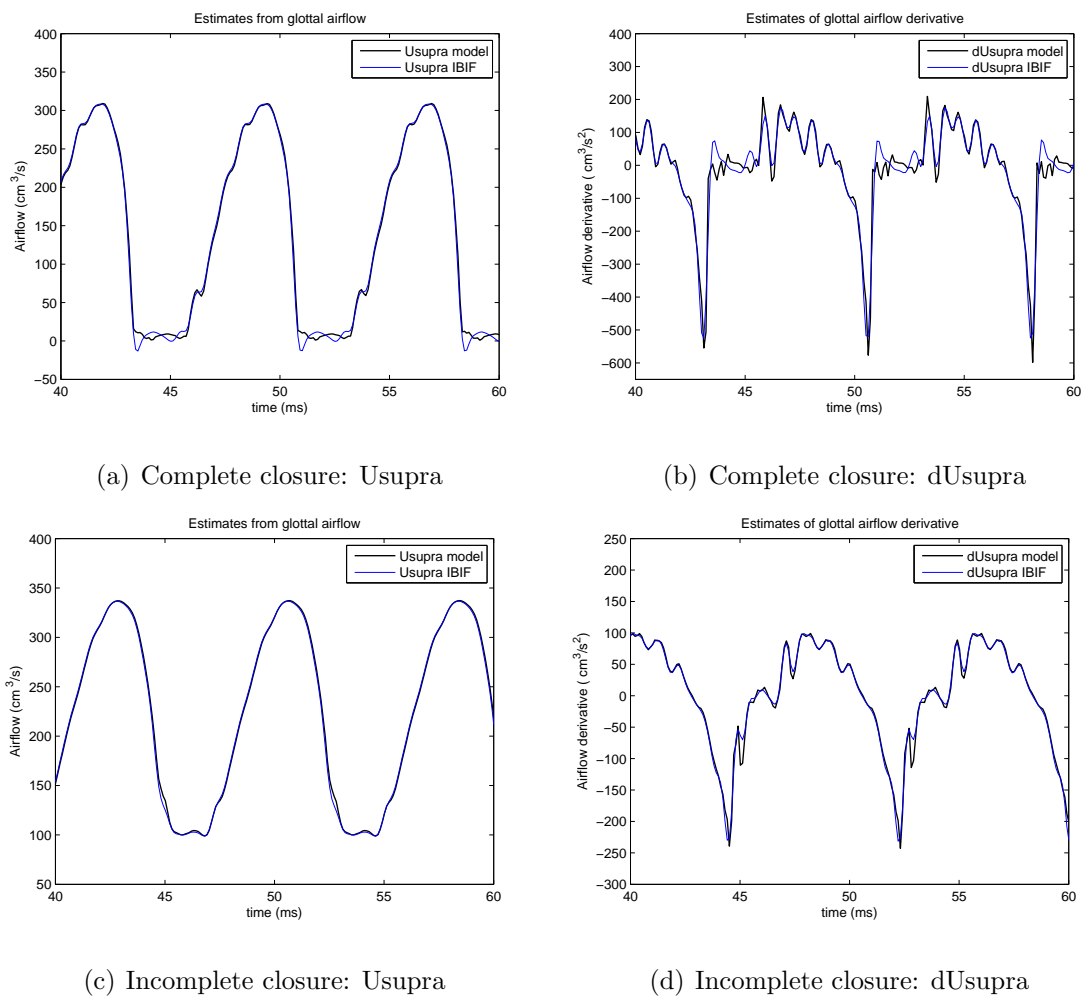 Estimates from glottal airflow
400
350
300
250
200
150
100
50
0
−50
40
45
50
55
60
Airflow (cm³/s)
time (ms)
Usupra model
Usupra IBIF
(a) Complete closure: Usupra
Estimates of glottal airflow derivative
400
300
200
100
0
−100
−200
−300
−400
−500
−600
40
45
50
55
60
Airflow derivative ( cm³/s²)
time (ms)
dUsupra model
dUsupra IBIF
(b) Complete closure: dUsupra
Estimates from glottal airflow
400
350
300
250
200
150
100
50
40
45
50
55
60
Airflow (cm³/s)
time (ms)
Usupra model
Usupra IBIF
(c) Incomplete closure: Usupra
Estimates of glottal airflow derivative
250
200
150
100
50
0
−50
−100
−150
−200
−250
−300
40
45
50
55
60
Airflow derivative ( cm³/s²)
time (ms)
dUsupra model
dUsupra IBIF
(d) Incomplete closure: dUsupra